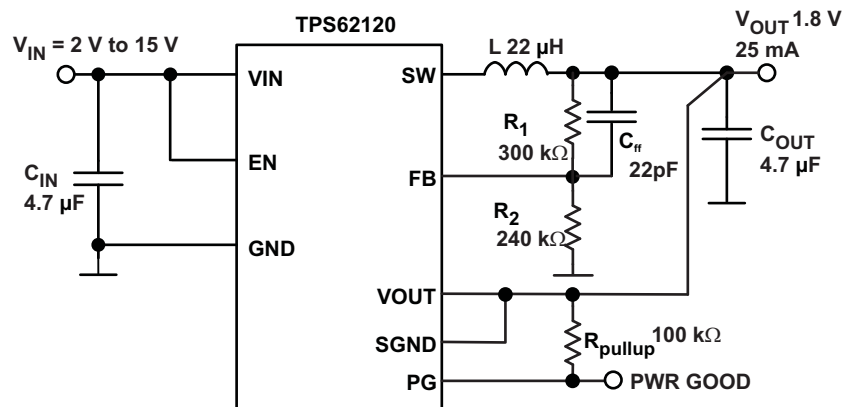 TPS62120
V_IN = 2 V to 15 V
V_OUT 1.8 V
25 mA
VIN
SW
L 22 µH
R_1
300 kΩ
C_ff
22pF
C_OUT
4.7 µF
EN
FB
C_IN
4.7 µF
R_2
240 kΩ
GND
VOUT
SGND
R_pullup 100 kΩ
PG
PWR GOOD